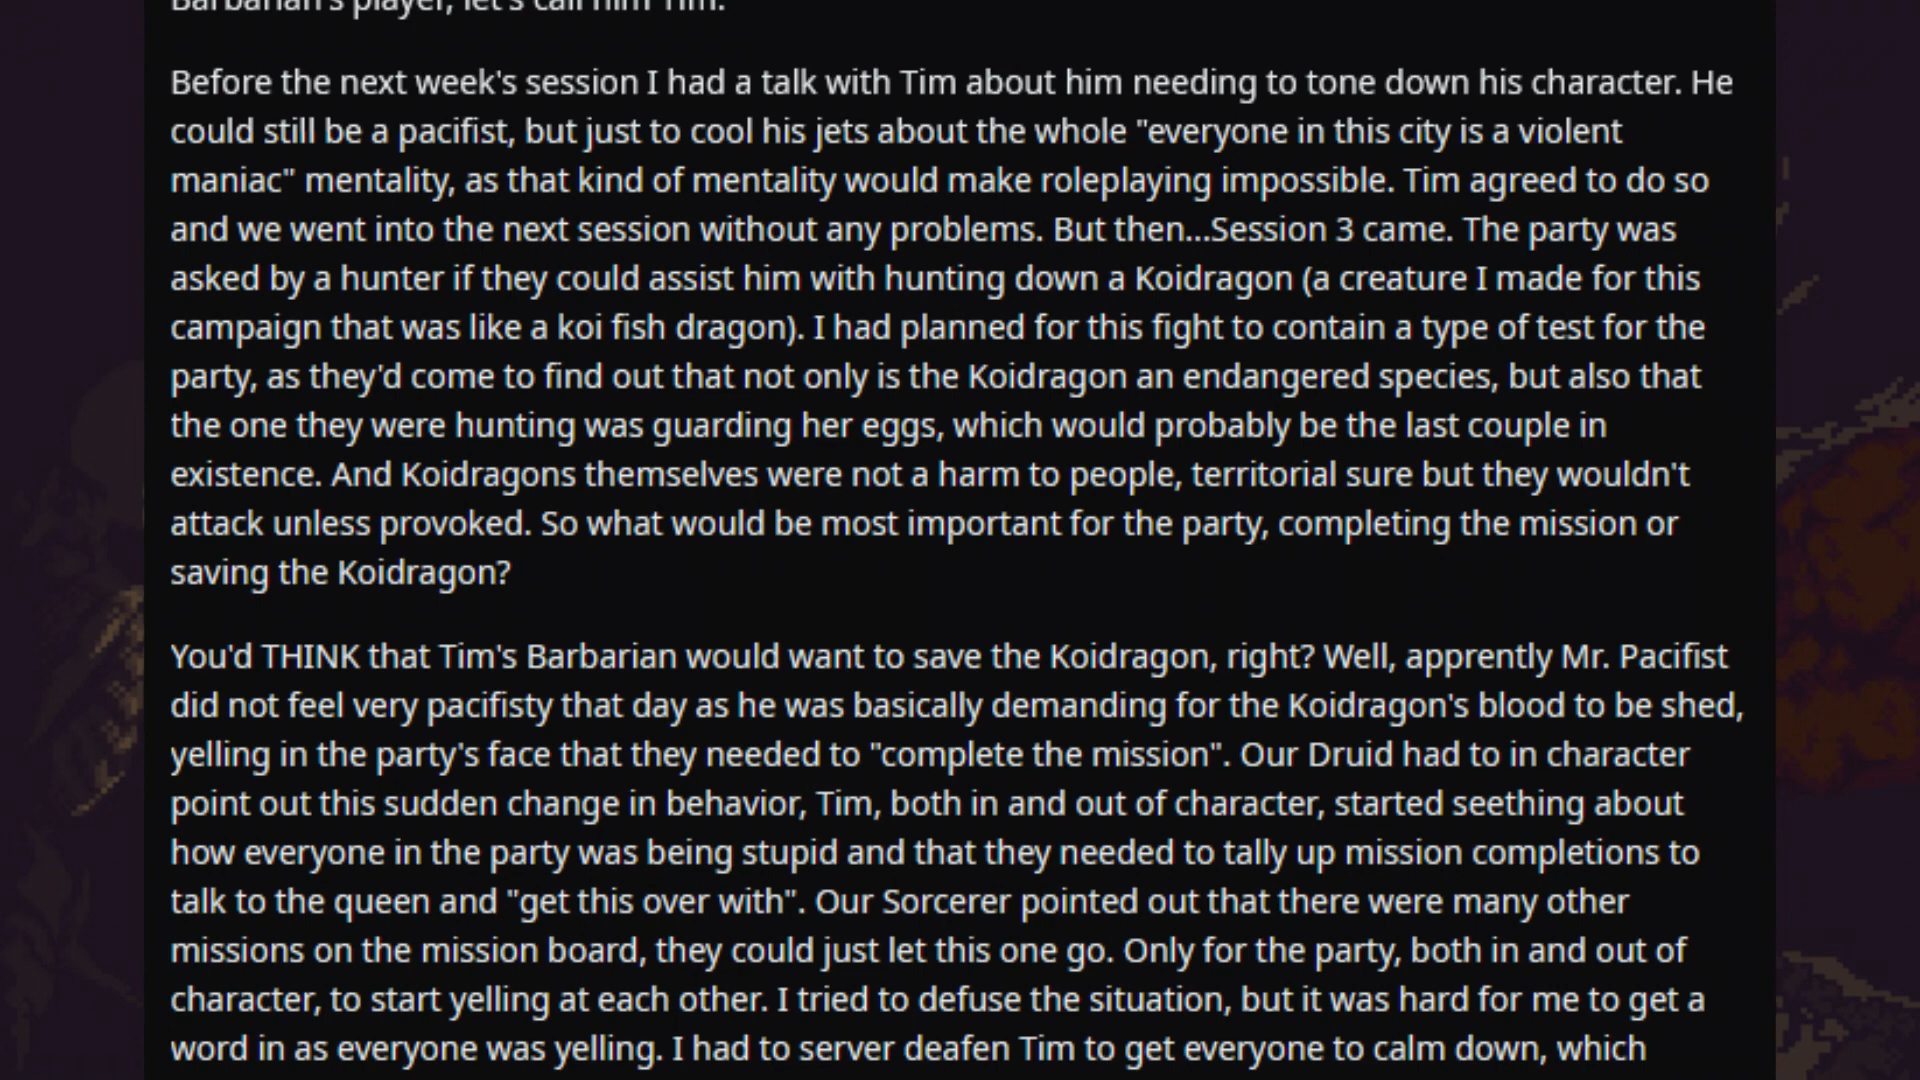 Barbarian's player, let's call him Tim.
Before the next week's session I had a talk with Tim about him needing to tone down his character. He
could still be a pacifist, but just to cool his jets about the whole "everyone in this city is a violent
maniac" mentality, as that kind of mentality would make roleplaying impossible. Tim agreed to do so
and we went into the next session without any problems. But then...Session 3 came. The party was
asked by a hunter if they could assist him with hunting down a Koidragon (a creature I made for this
campaign that was like a koi fish dragon). I had planned for this fight to contain a type of test for the
party, as they'd come to find out that not only is the Koidragon an endangered species, but also that
the one they were hunting was guarding her eggs, which would probably be the last couple in
existence. And Koidragons themselves were not a harm to people, territorial sure but they wouldn't
attack unless provoked. So what would be most important for the party, completing the mission or
saving the Koidragon?
You'd THINK that Tim's Barbarian would want to save the Koidragon, right? Well, apprently Mr. Pacifist
did not feel very pacifisty that day as he was basically demanding for the Koidragon's blood to be shed,
yelling in the party's face that they needed to "complete the mission". Our Druid had to in character
point out this sudden change in behavior, Tim, both in and out of character, started seething about
how everyone in the party was being stupid and that they needed to tally up mission completions to
talk to the queen and "get this over with". Our Sorcerer pointed out that there were many other
missions on the mission board, they could just let this one go. Only for the party, both in and out of
character, to start yelling at each other. I tried to defuse the situation, but it was hard for me to get a
word in as everyone was yelling. I had to server deafen Tim to get everyone to calm down, which